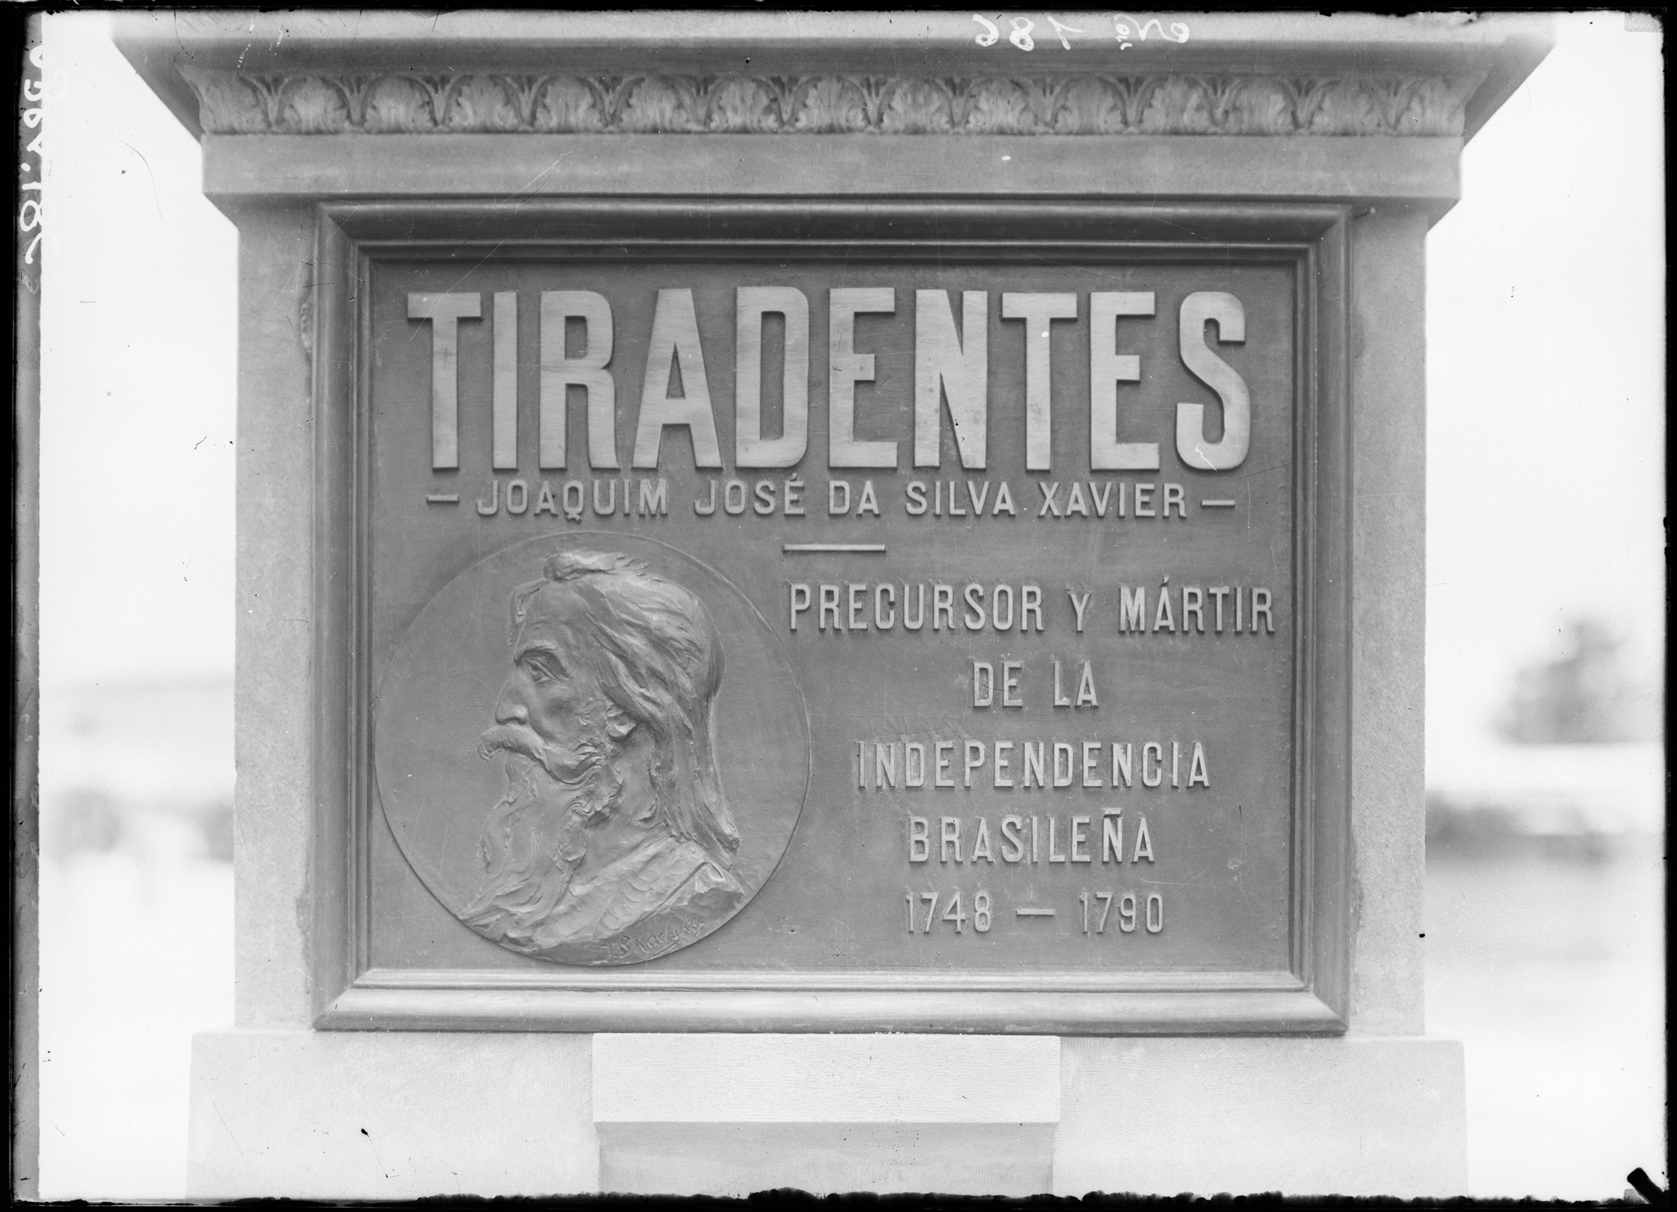 TIRADENTES
— JOAQUIM JOSÉ DA SILVA XAVIER —
PRECURSOR Y MÁRTIR
DE LA
INDEPENDENCIA
BRASILEÑA
1748 — 1790